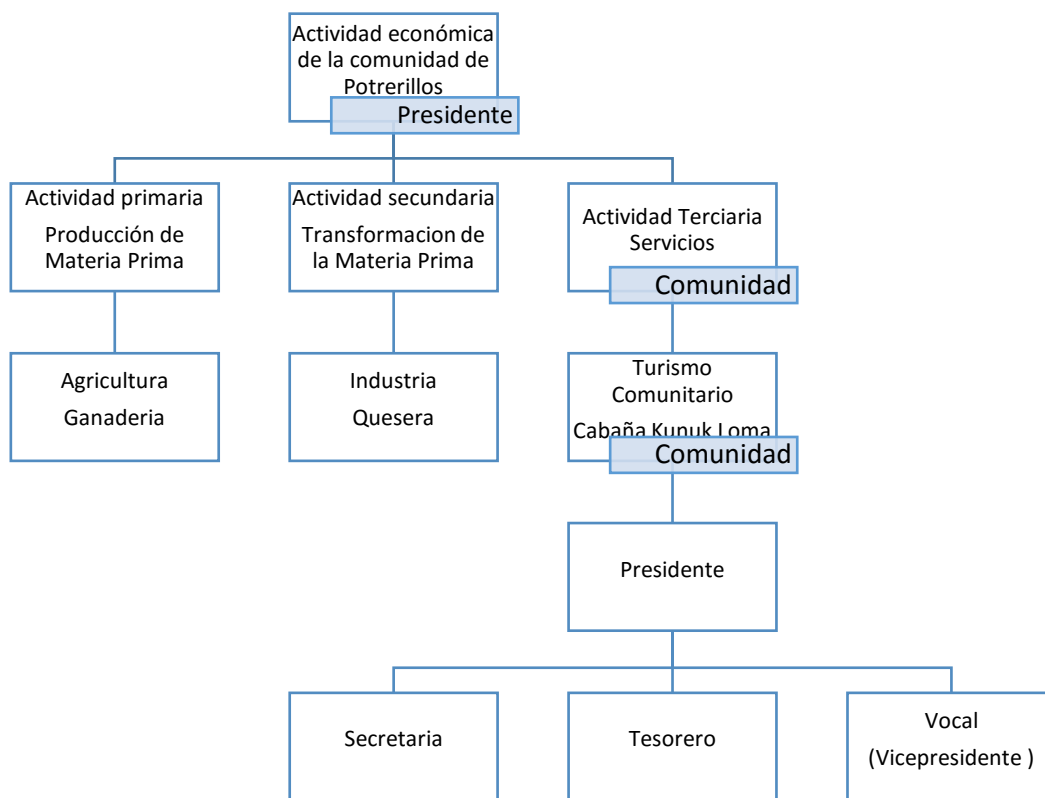 Actividad económica
de la comunidad de
Potrerillos
Presidente
Actividad primaria
Producción de
Materia Prima
Actividad secundaria
Transformacion de
la Materia Prima
Actividad Terciaria
Servicios
Comunidad
Agricultura
Ganaderia
Industria
Quesera
Turismo
Comunitario
Cabaña Kunuk Loma
Comunidad
Presidente
Secretaria
Tesorero
Vocal
(Vicepresidente )